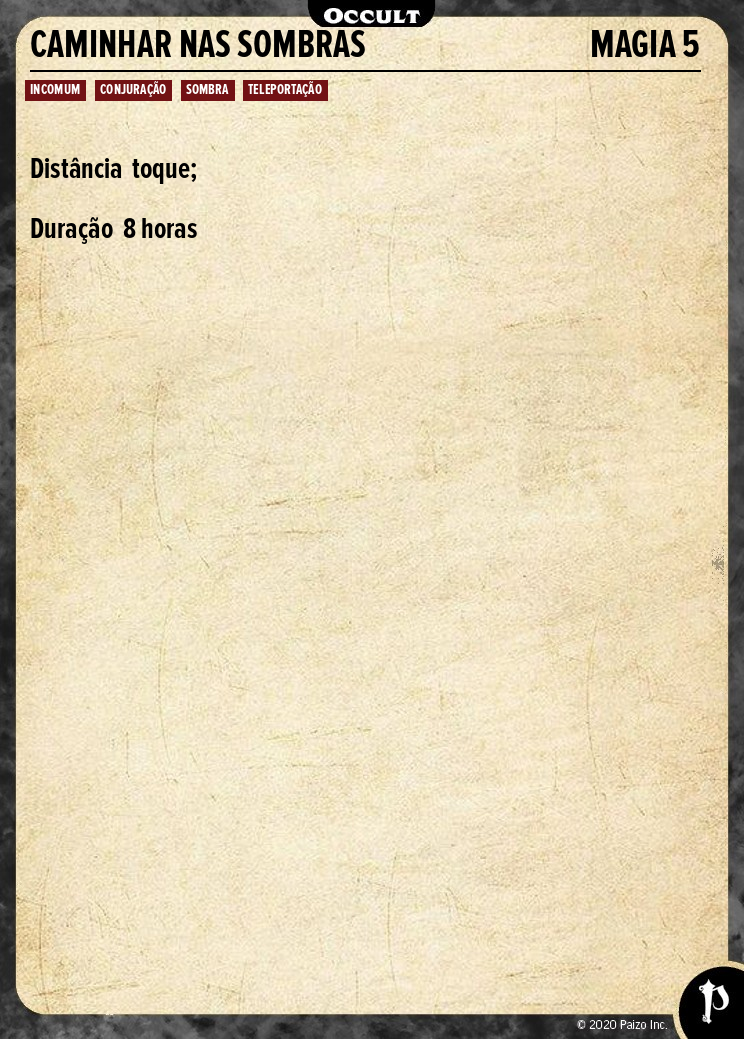 OCCULT
CAMINHAR NAS SOMBRAS MAGIA 5
INCOMUM CONJURAÇÃO SOMBRA TELEPORTAÇÃO
Distância toque;
Duração 8 horas
© 2020 Paizo Inc.